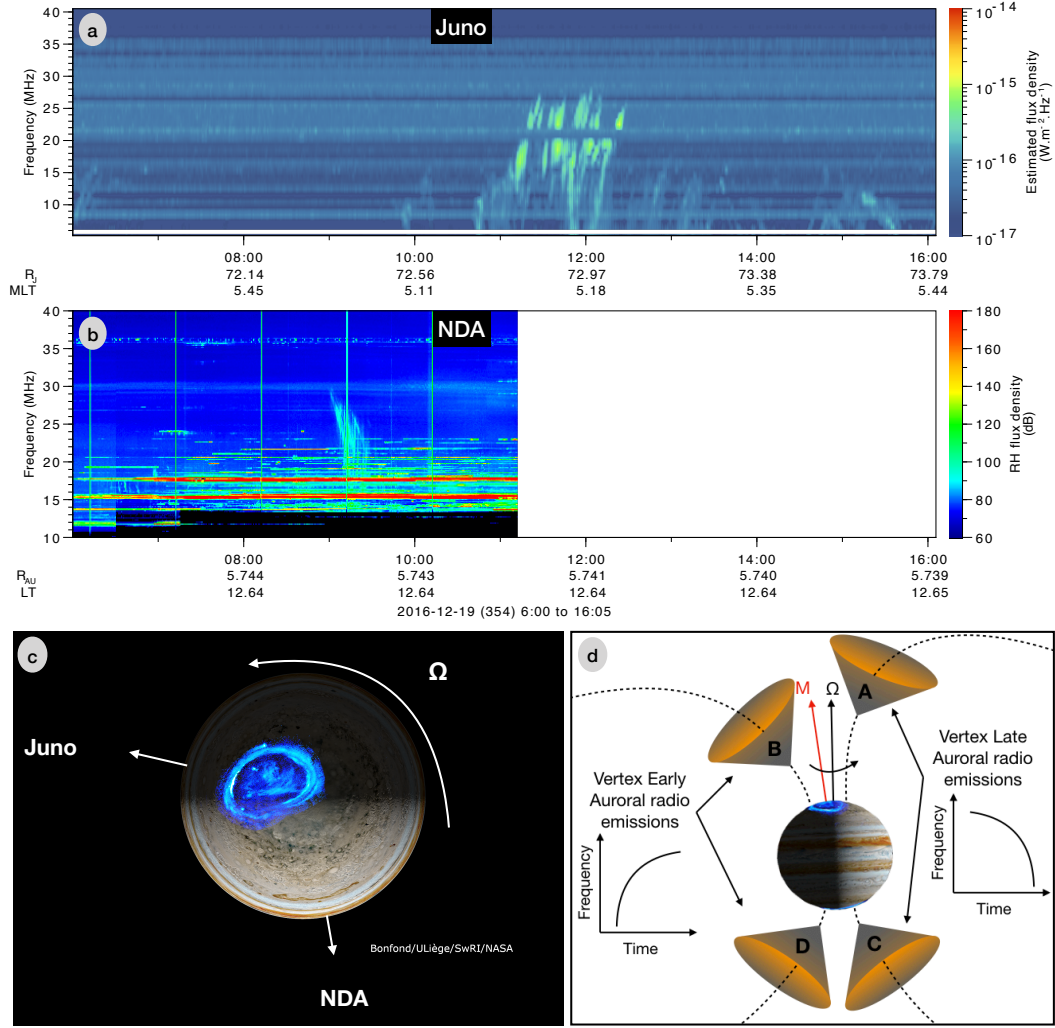 a
Juno
Frequency (MHz)
40
35
30
25
20
15
10
Estimated flux density
(W.m⁻².Hz⁻¹)
10⁻¹⁴
10⁻¹⁵
10⁻¹⁶
10⁻¹⁷
08:00 10:00 12:00 14:00 16:00
R_J 72.14 72.56 72.97 73.38 73.79
MLT 5.45 5.11 5.18 5.35 5.44
b
NDA
Frequency (MHz)
40
35
30
25
20
15
10
RH flux density
(dB)
180
160
140
120
100
80
60
08:00 10:00 12:00 14:00 16:00
R_AU 5.744 5.743 5.741 5.740 5.739
LT 12.64 12.64 12.64 12.64 12.65
2016-12-19 (354) 6:00 to 16:05
c
Ω
Juno
Bonfond/ULiège/SwRI/NASA
NDA
d
M Ω
A
B
Vertex Early
Auroral radio
emissions
Frequency
Time
Vertex Late
Auroral radio
emissions
Frequency
Time
D
C